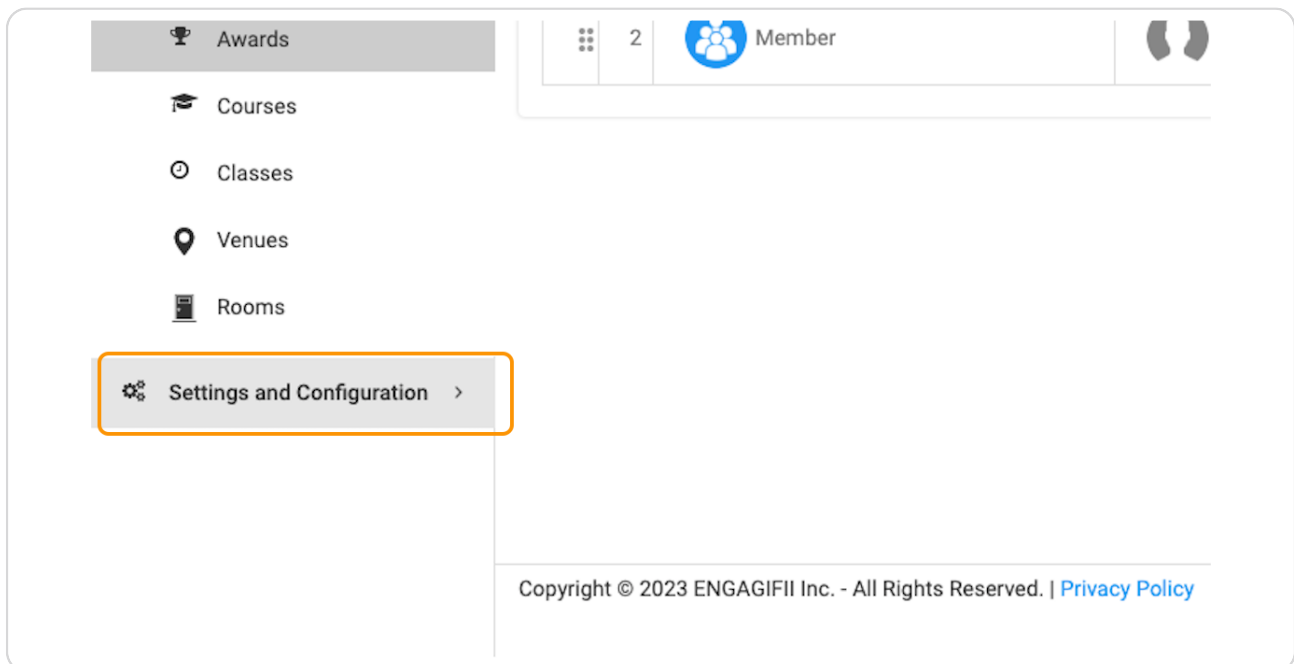 Awards
2
Member
Courses
Classes
Venues
Rooms
Settings and Configuration
Copyright © 2023 ENGAGIFII Inc. - All Rights Reserved. | Privacy Policy